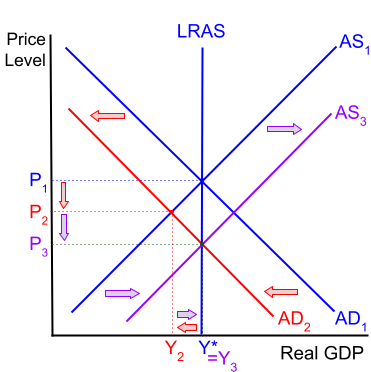 Price
Level
LRAS
AS1
AS3
P1
P2
P3
AD2
AD1
Y2
Y*
=Y3
Real GDP